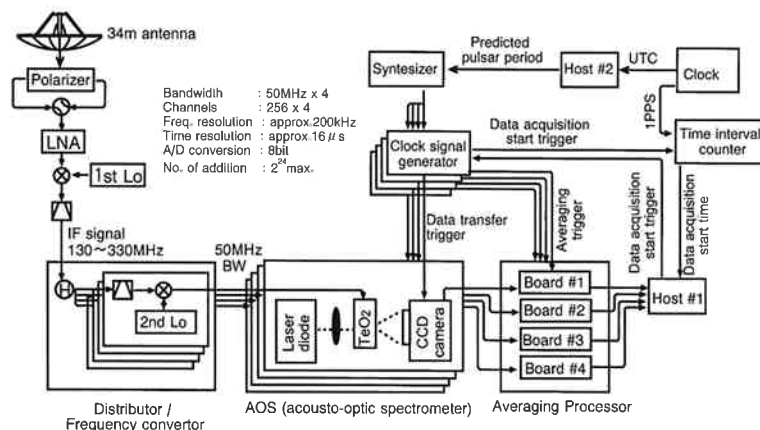 34m antenna
Polarizer
LNA
1st Lo
IF signal
130～330MHz
Bandwidth : 50MHz x 4
Channels : 256 x 4
Freq. resolution : approx.200kHz
Time resolution : approx.16μs
A/D conversion : 8bit
No. of addition : 2^24 max.
Syntesizer
Predicted
pulsar period
Host #2
UTC
Clock
1PPS
Clock signal
generator
Data acquisition
start trigger
Time interval
counter
Data transfer
trigger
Averaging
trigger
Data acquisition
start trigger
Data acquisition
start time
50MHz
BW
H
2nd Lo
Laser
diode
TeO2
CCD
camera
Board #1
Board #2
Board #3
Board #4
Host #1
Distributor /
Frequency convertor
AOS (acousto-optic spectrometer)
Averaging Processor